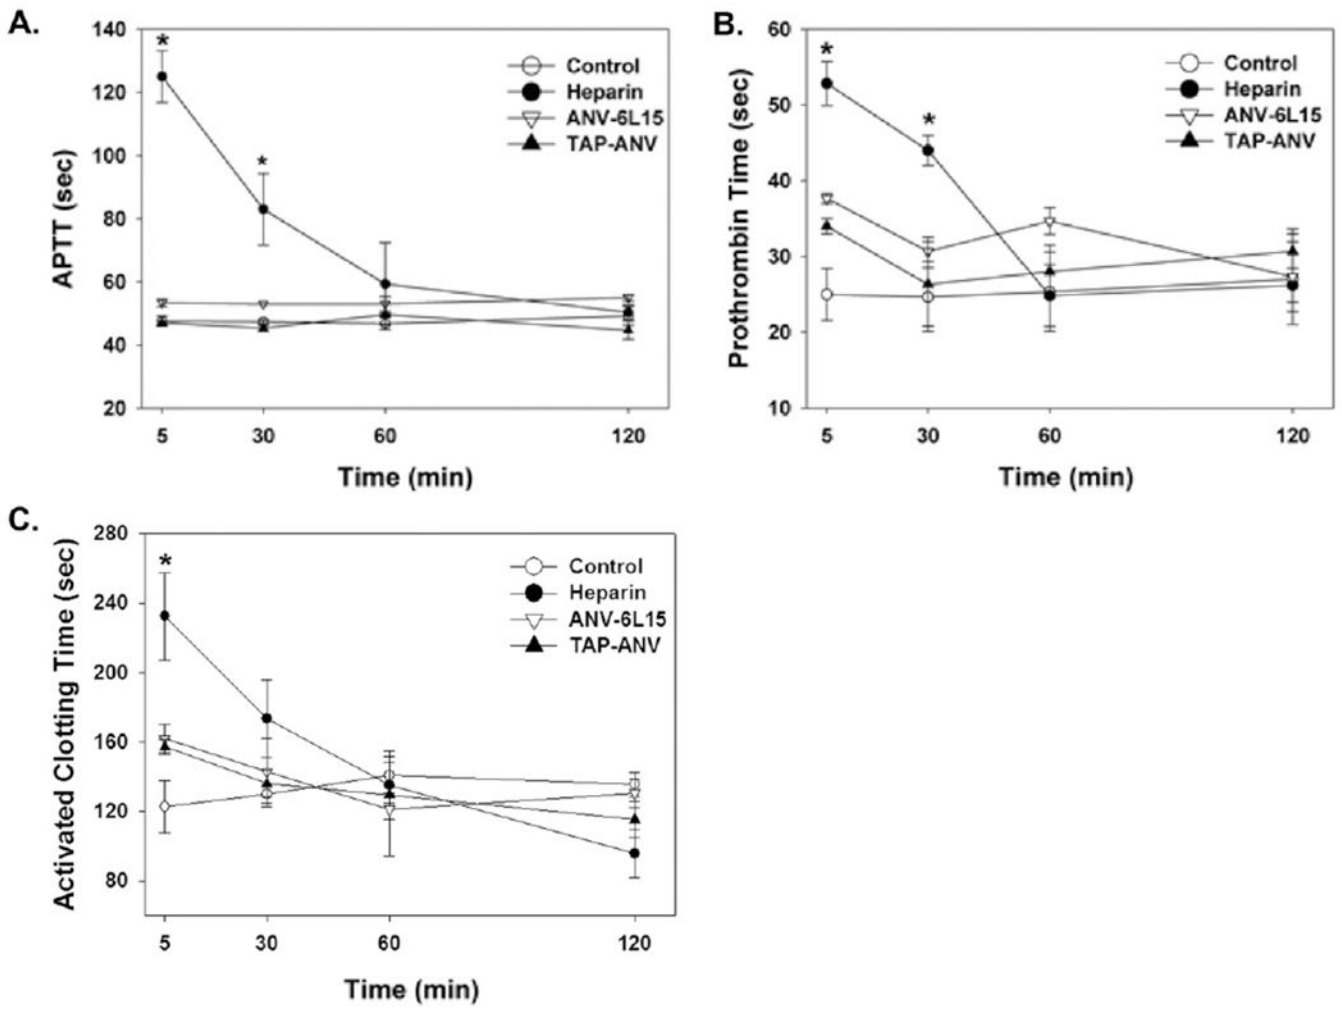 A.
APTT (sec)
140
120
100
80
60
40
20
*
*
Control
Heparin
ANV-6L15
TAP-ANV
5 30 60 120
Time (min)
B.
Prothrombin Time (sec)
60
50
40
30
20
10
*
*
Control
Heparin
ANV-6L15
TAP-ANV
5 30 60 120
Time (min)
C.
Activated Clotting Time (sec)
280
240
200
160
120
80
*
Control
Heparin
ANV-6L15
TAP-ANV
5 30 60 120
Time (min)